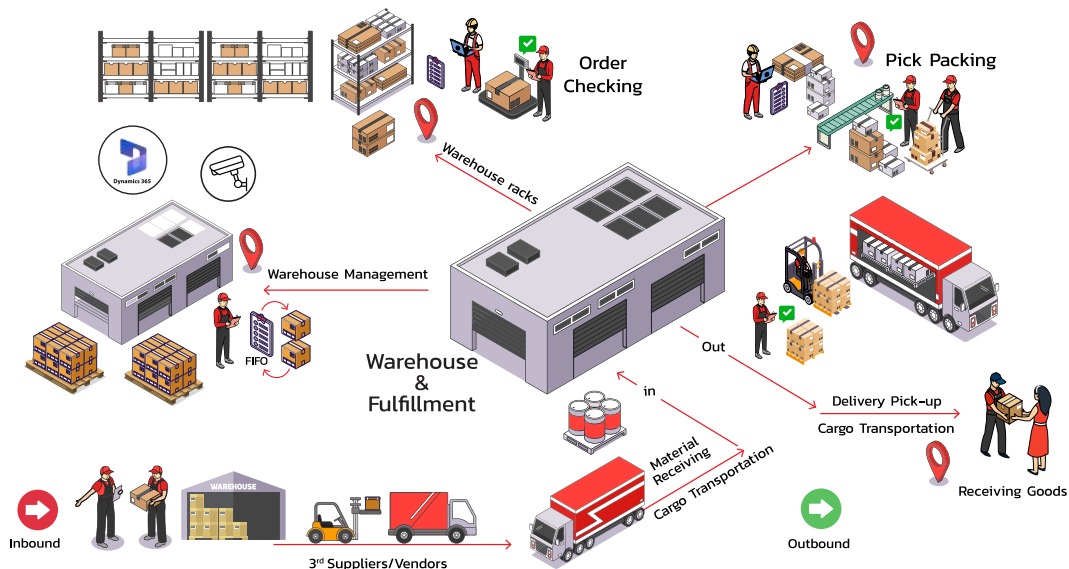 Order
Checking
Pick Packing
Warehouse racks
Dynamics 365
Warehouse Management
FIFO
Warehouse
&
Fulfillment
Out
in
Delivery Pick-up
Cargo Transportation
Material
Receiving
Cargo Transportation
Receiving Goods
WAREHOUSE
Inbound
3rd Suppliers/Vendors
Outbound